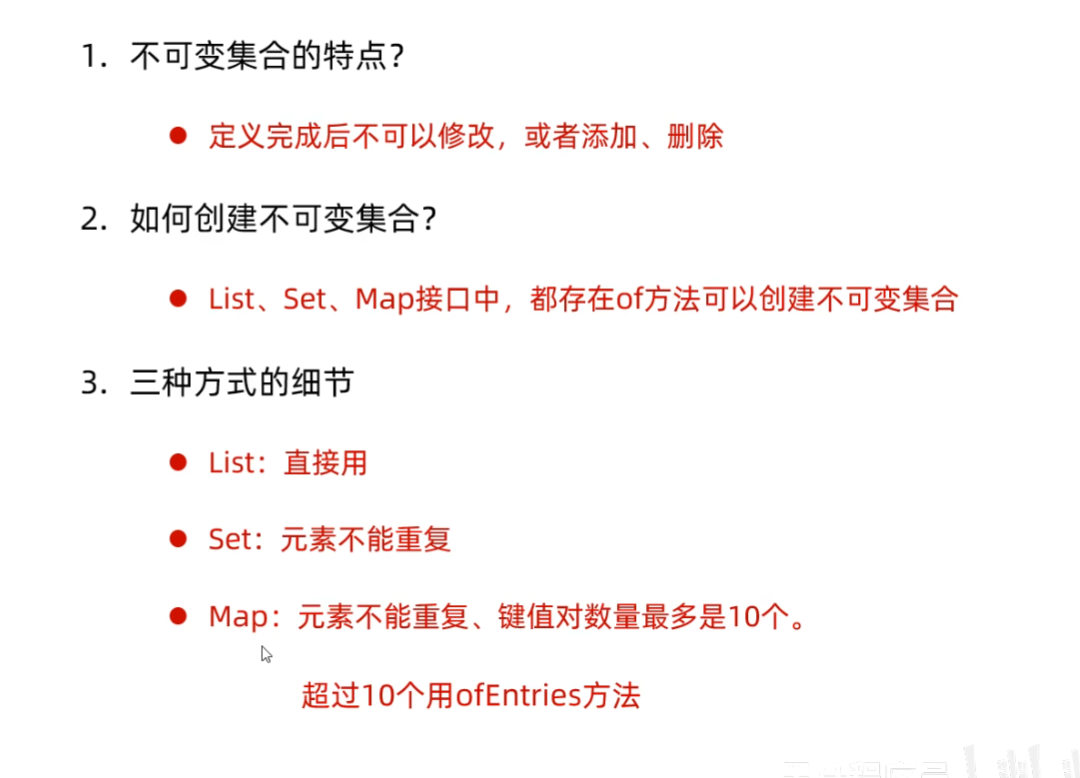 1. 不可变集合的特点?
● 定义完成后不可以修改，或者添加、删除
2. 如何创建不可变集合?
● List、Set、Map接口中，都存在of方法可以创建不可变集合
3. 三种方式的细节
● List：直接用
● Set：元素不能重复
● Map：元素不能重复、键值对数量最多是10个。
超过10个用ofEntries方法